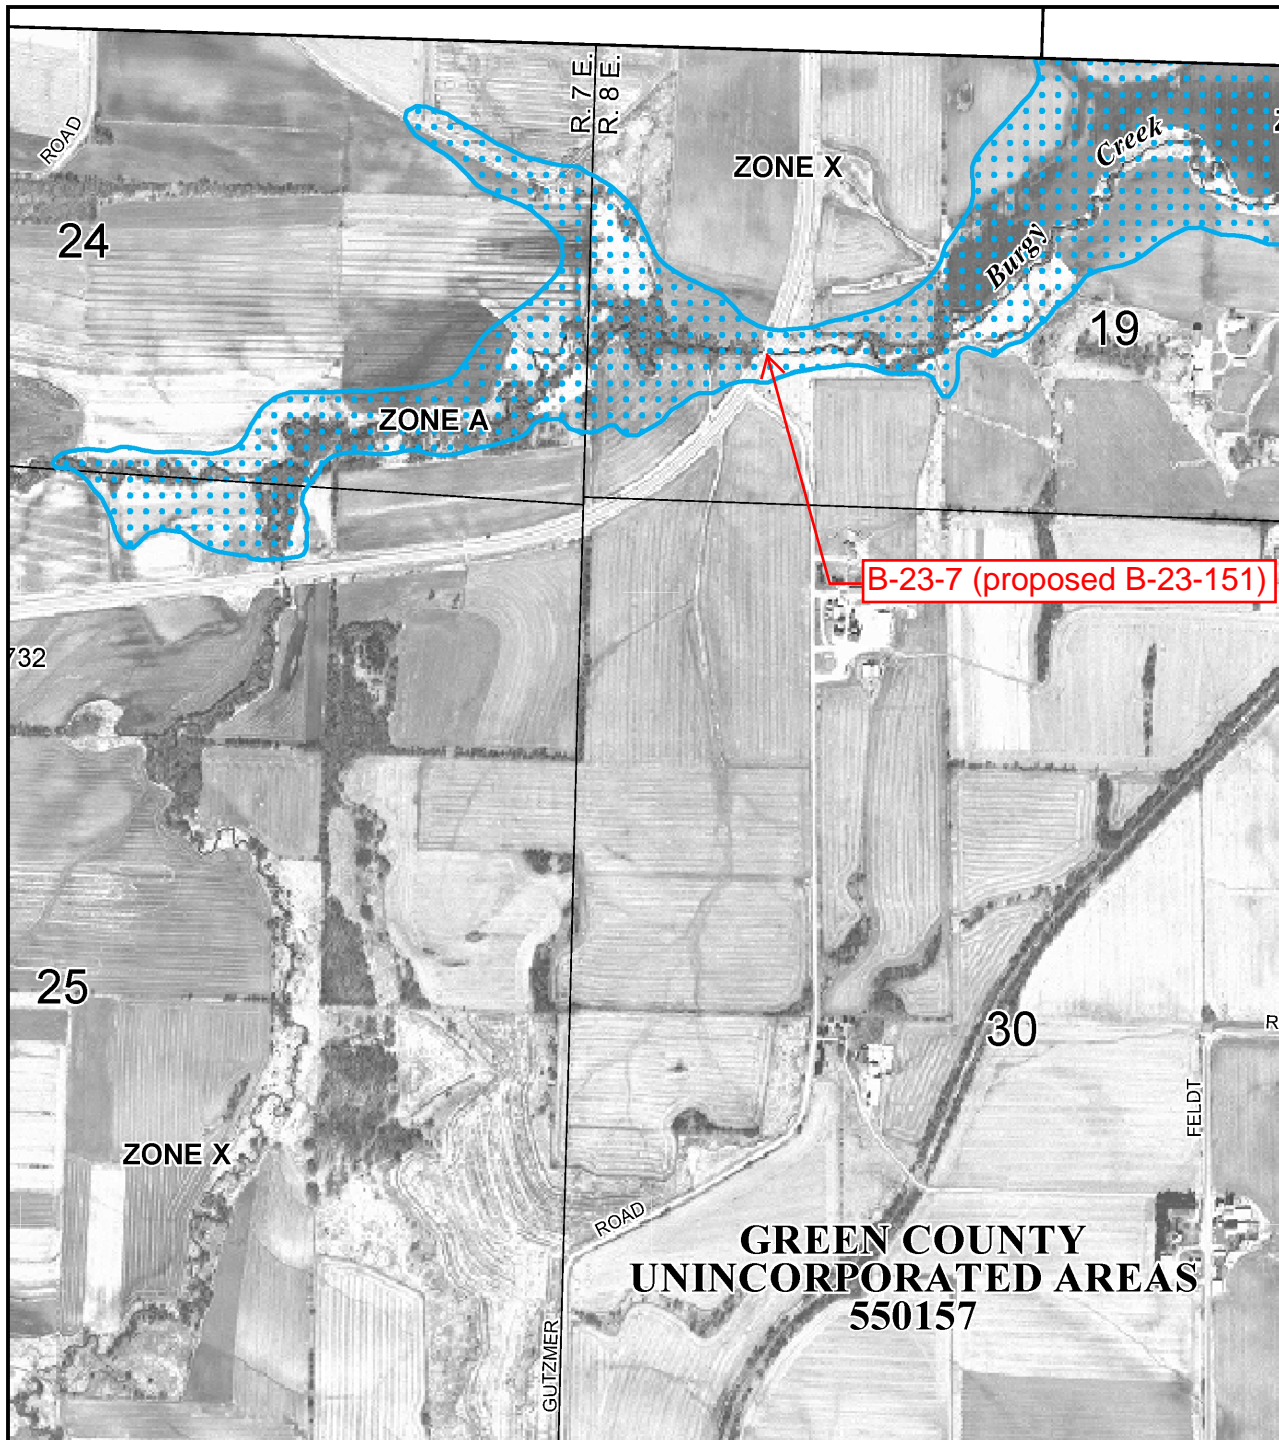 R. 7 E.
R. 8 E.
ROAD
ZONE X
Creek
24
Burgy
19
ZONE A
B-23-7 (proposed B-23-151)
732
25
30
R
FELDT
ZONE X
ROAD
GREEN COUNTY
UNINCORPORATED AREAS
550157
GUTZMER